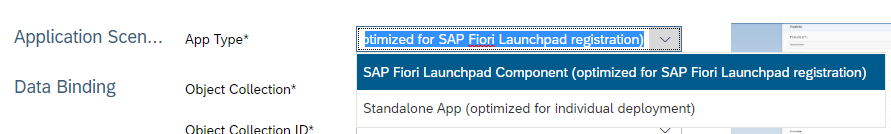 Application Scen...
App Type*
ptimized for SAP Fiori Launchpad registration)
SAP Fiori Launchpad Component (optimized for SAP Fiori Launchpad registration)
Data Binding
Object Collection*
Standalone App (optimized for individual deployment)
Object Collection ID*